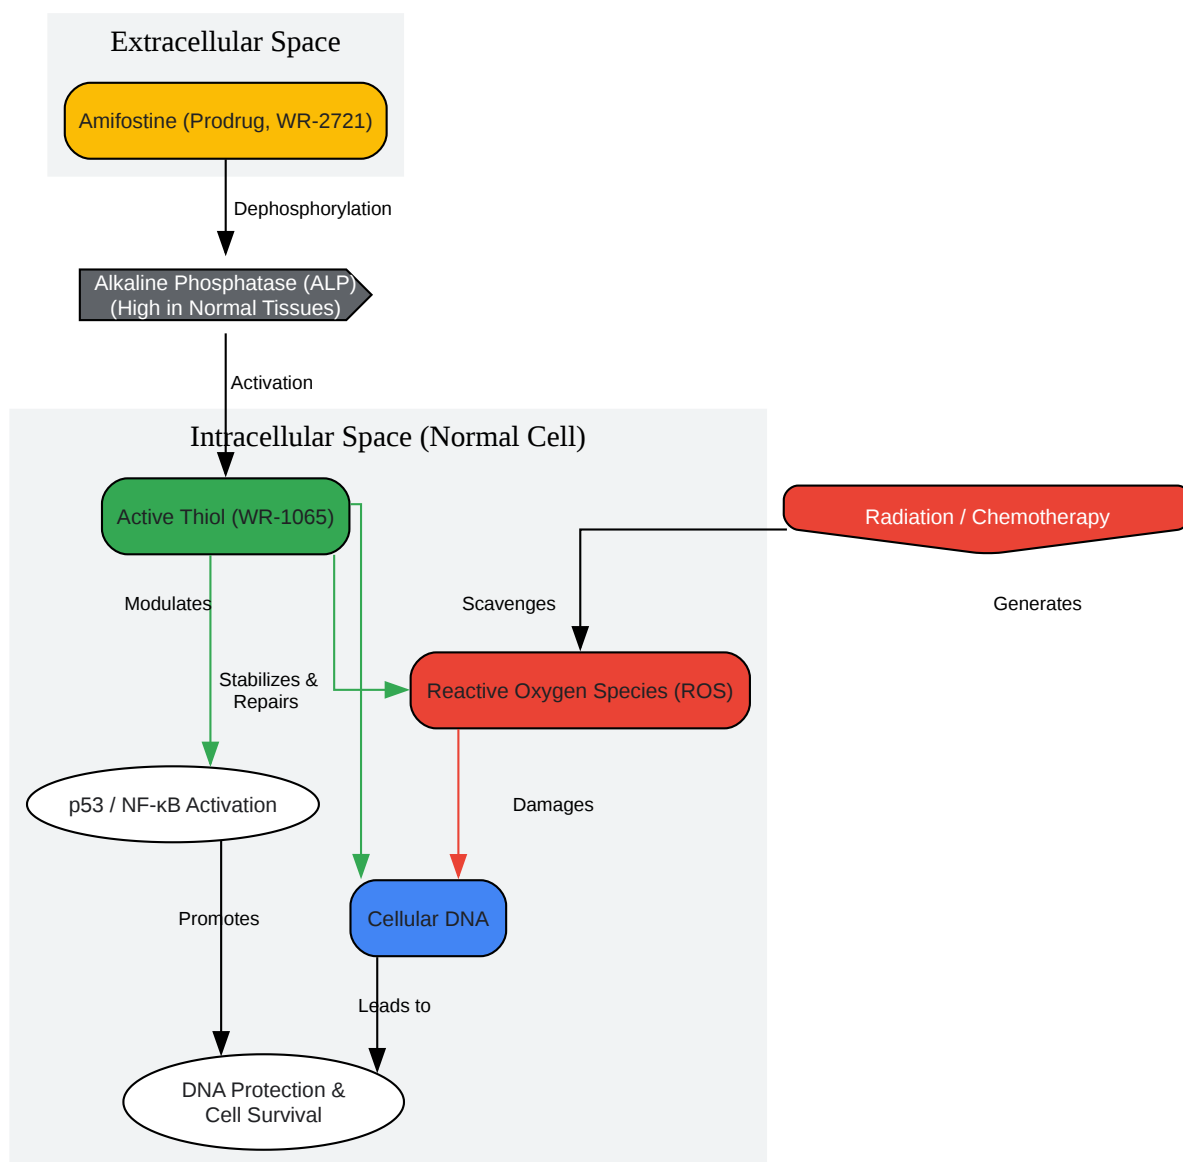 Extracellular Space
Amifostine (Prodrug, WR-2721)
Dephosphorylation
Alkaline Phosphatase (ALP)
(High in Normal Tissues)
Activation
Intracellular Space (Normal Cell)
Active Thiol (WR-1065)
Radiation / Chemotherapy
Modulates
Scavenges
Generates
Stabilizes &
Repairs
Reactive Oxygen Species (ROS)
p53 / NF-κB Activation
Damages
Promotes
Cellular DNA
Leads to
DNA Protection &
Cell Survival